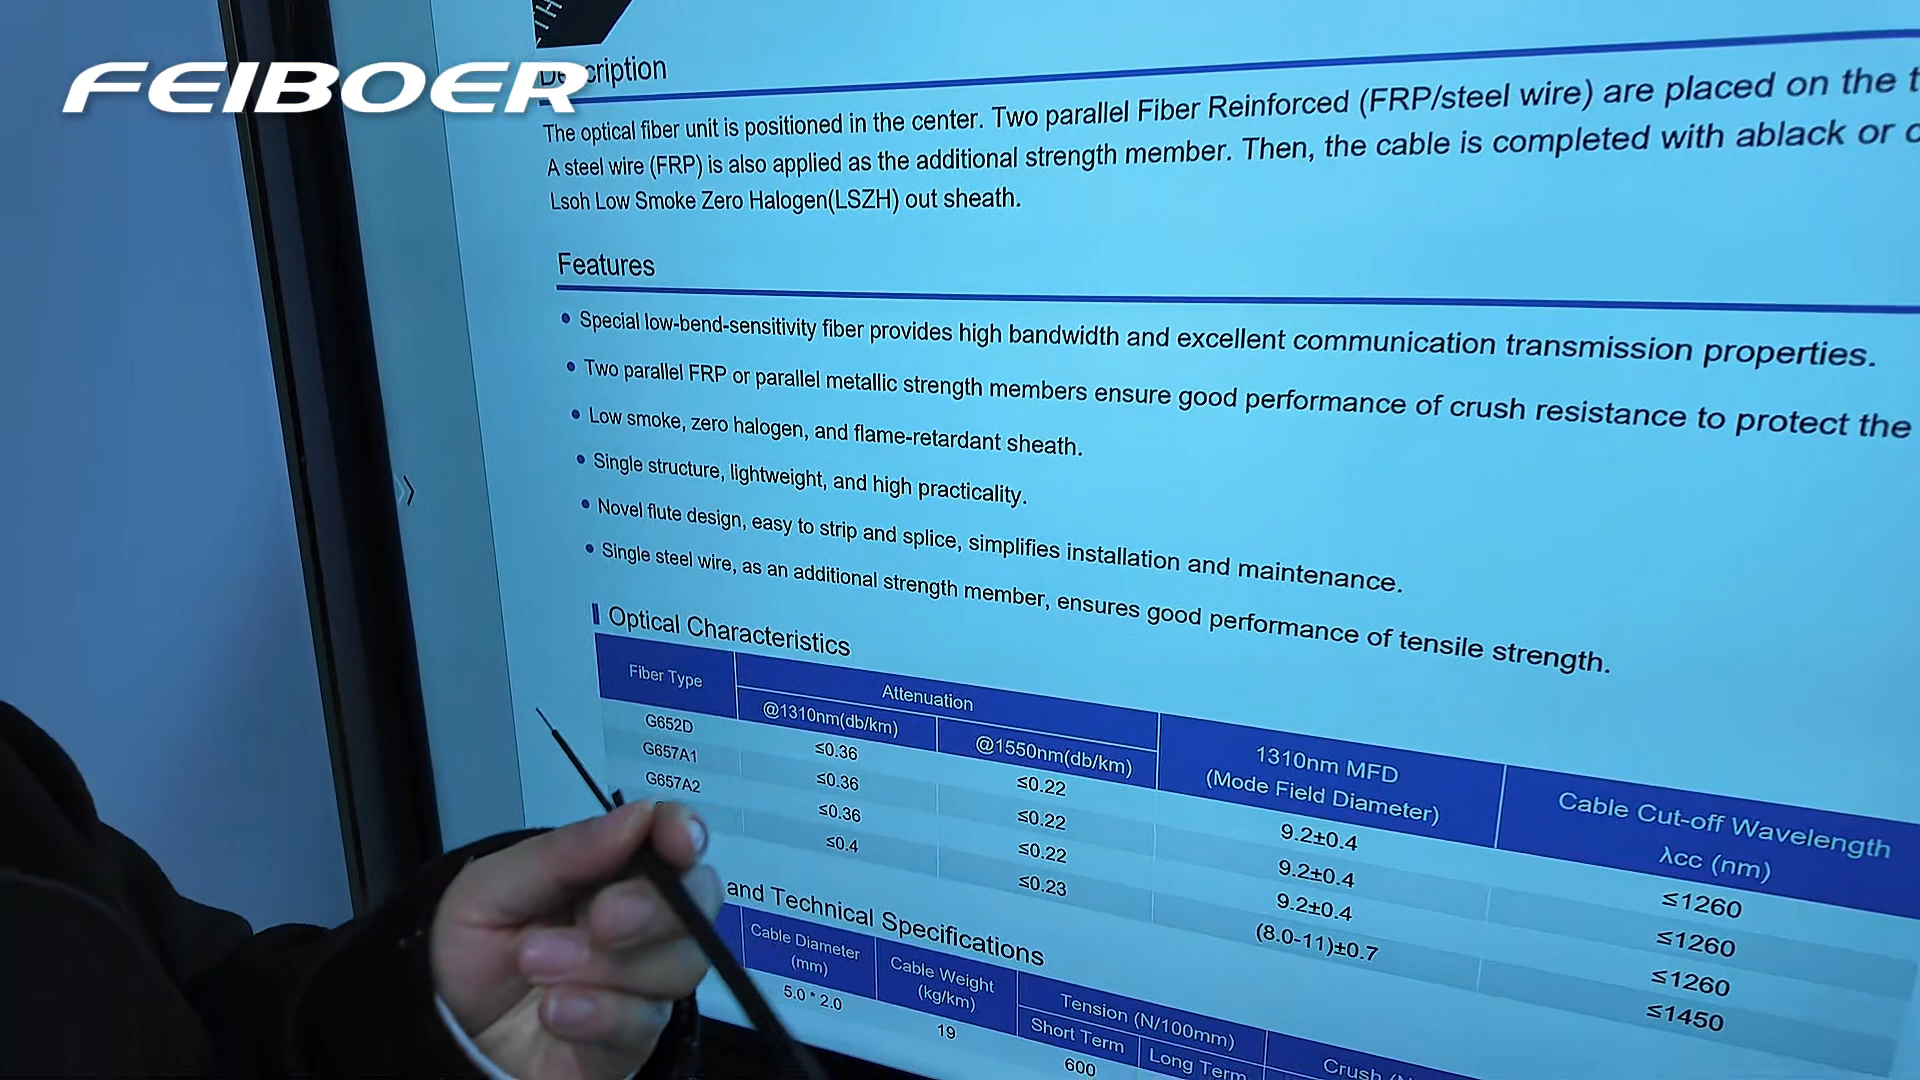 FEIBOER
Description
The optical fiber unit is positioned in the center. Two parallel Fiber Reinforced (FRP/steel wire) are placed on the
A steel wire (FRP) is also applied as the additional strength member. Then, the cable is completed with ablack or
Lsoh Low Smoke Zero Halogen(LSZH) out sheath.
Features
• Special low-bend-sensitivity fiber provides high bandwidth and excellent communication transmission properties.
• Two parallel FRP or parallel metallic strength members ensure good performance of crush resistance to protect the
• Low smoke, zero halogen, and flame-retardant sheath.
• Single structure, lightweight, and high practicality.
• Novel flute design, easy to strip and splice, simplifies installation and maintenance.
• Single steel wire, as an additional strength member, ensures good performance of tensile strength.
Optical Characteristics
Fiber Type Attenuation 1310nm MFD (Mode Field Diameter) Cable Cut-off Wavelength λcc (nm)
@1310nm(db/km) @1550nm(db/km)
G652D ≤0.36 ≤0.22 9.2±0.4 ≤1260
G657A1 ≤0.36 ≤0.22 9.2±0.4 ≤1260
G657A2 ≤0.36 ≤0.22 9.2±0.4 ≤1260
≤0.4 ≤0.23 (8.0-11)±0.7 ≤1450
and Technical Specifications
Cable Diameter (mm) Cable Weight (kg/km) Tension (N/100mm) Crush
Short Term Long Term
5.0 * 2.0 19 600